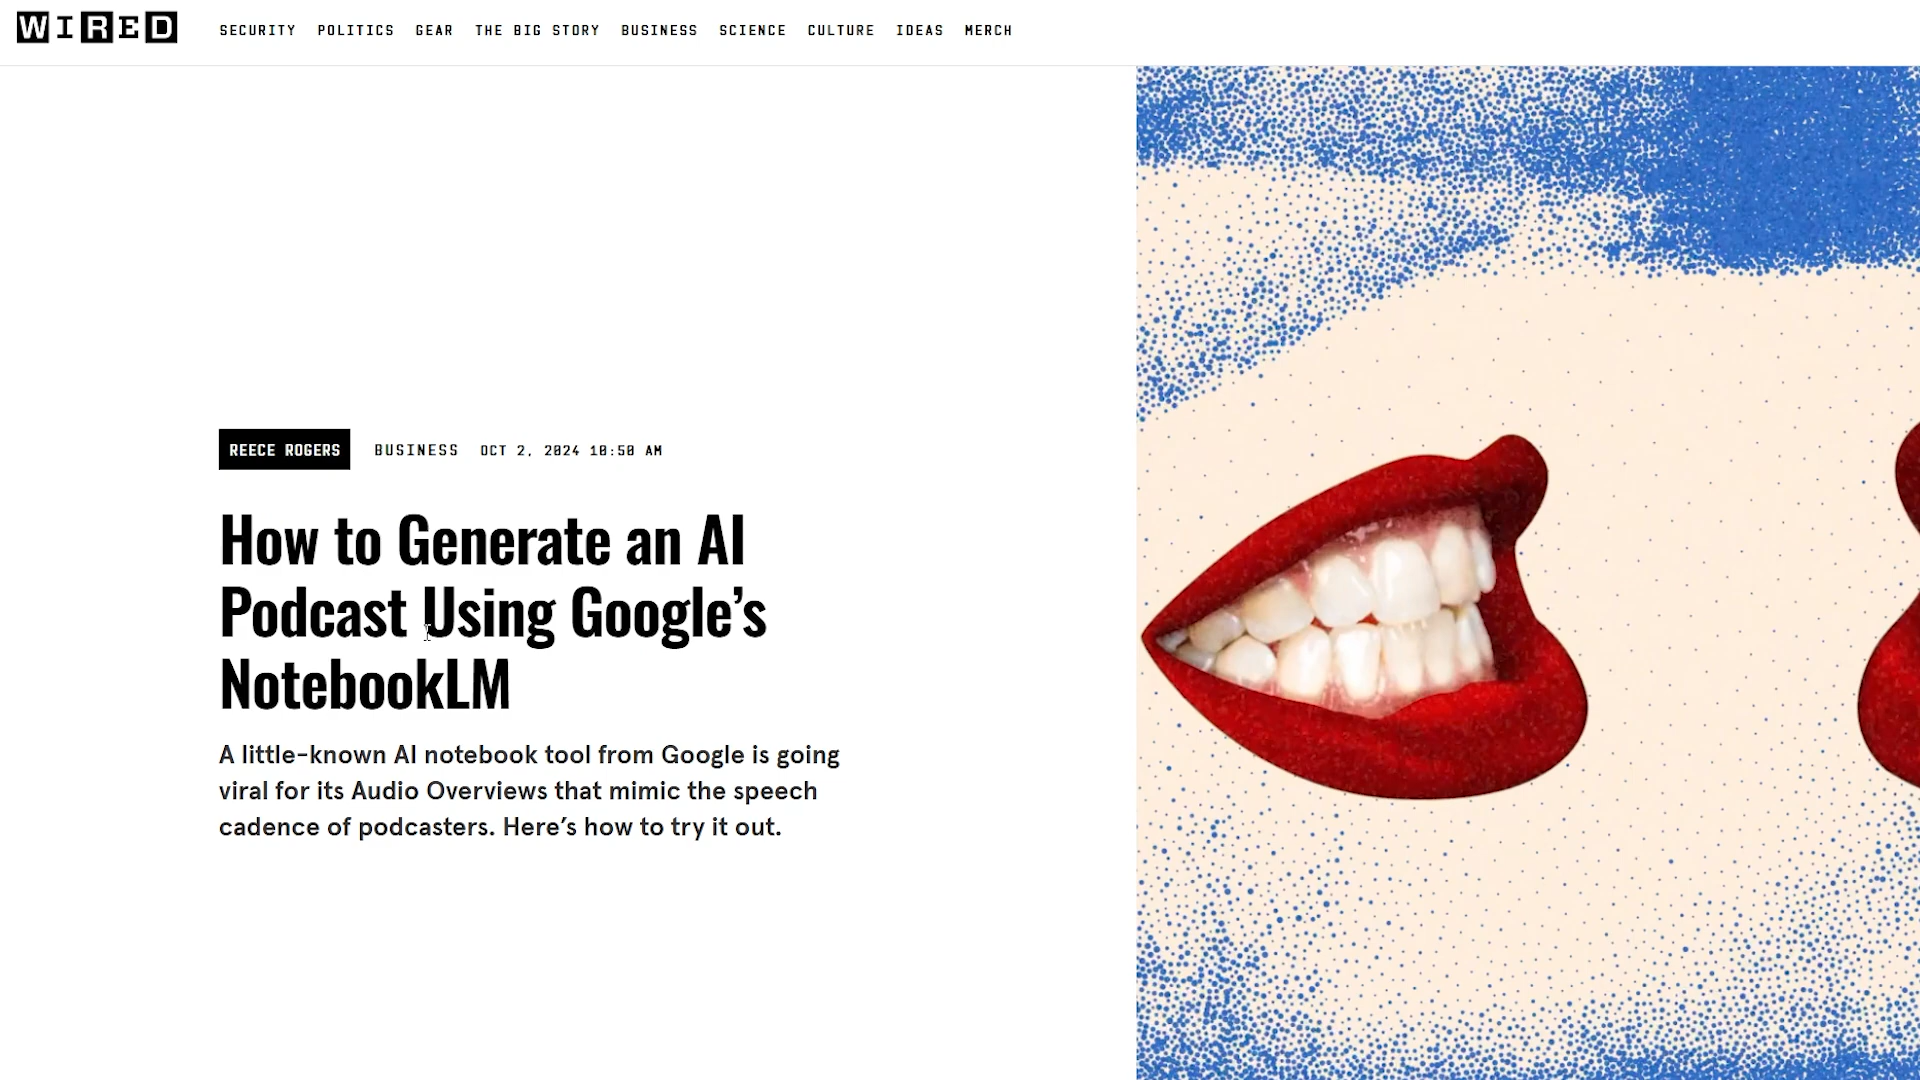 WIRED
SECURITY POLITICS GEAR THE BIG STORY BUSINESS SCIENCE CULTURE IDEAS MERCH
REECE ROGERS BUSINESS OCT 2, 2024 10:50 AM
How to Generate an AI
Podcast Using Google’s
NotebookLM
A little-known AI notebook tool from Google is going
viral for its Audio Overviews that mimic the speech
cadence of podcasters. Here’s how to try it out.